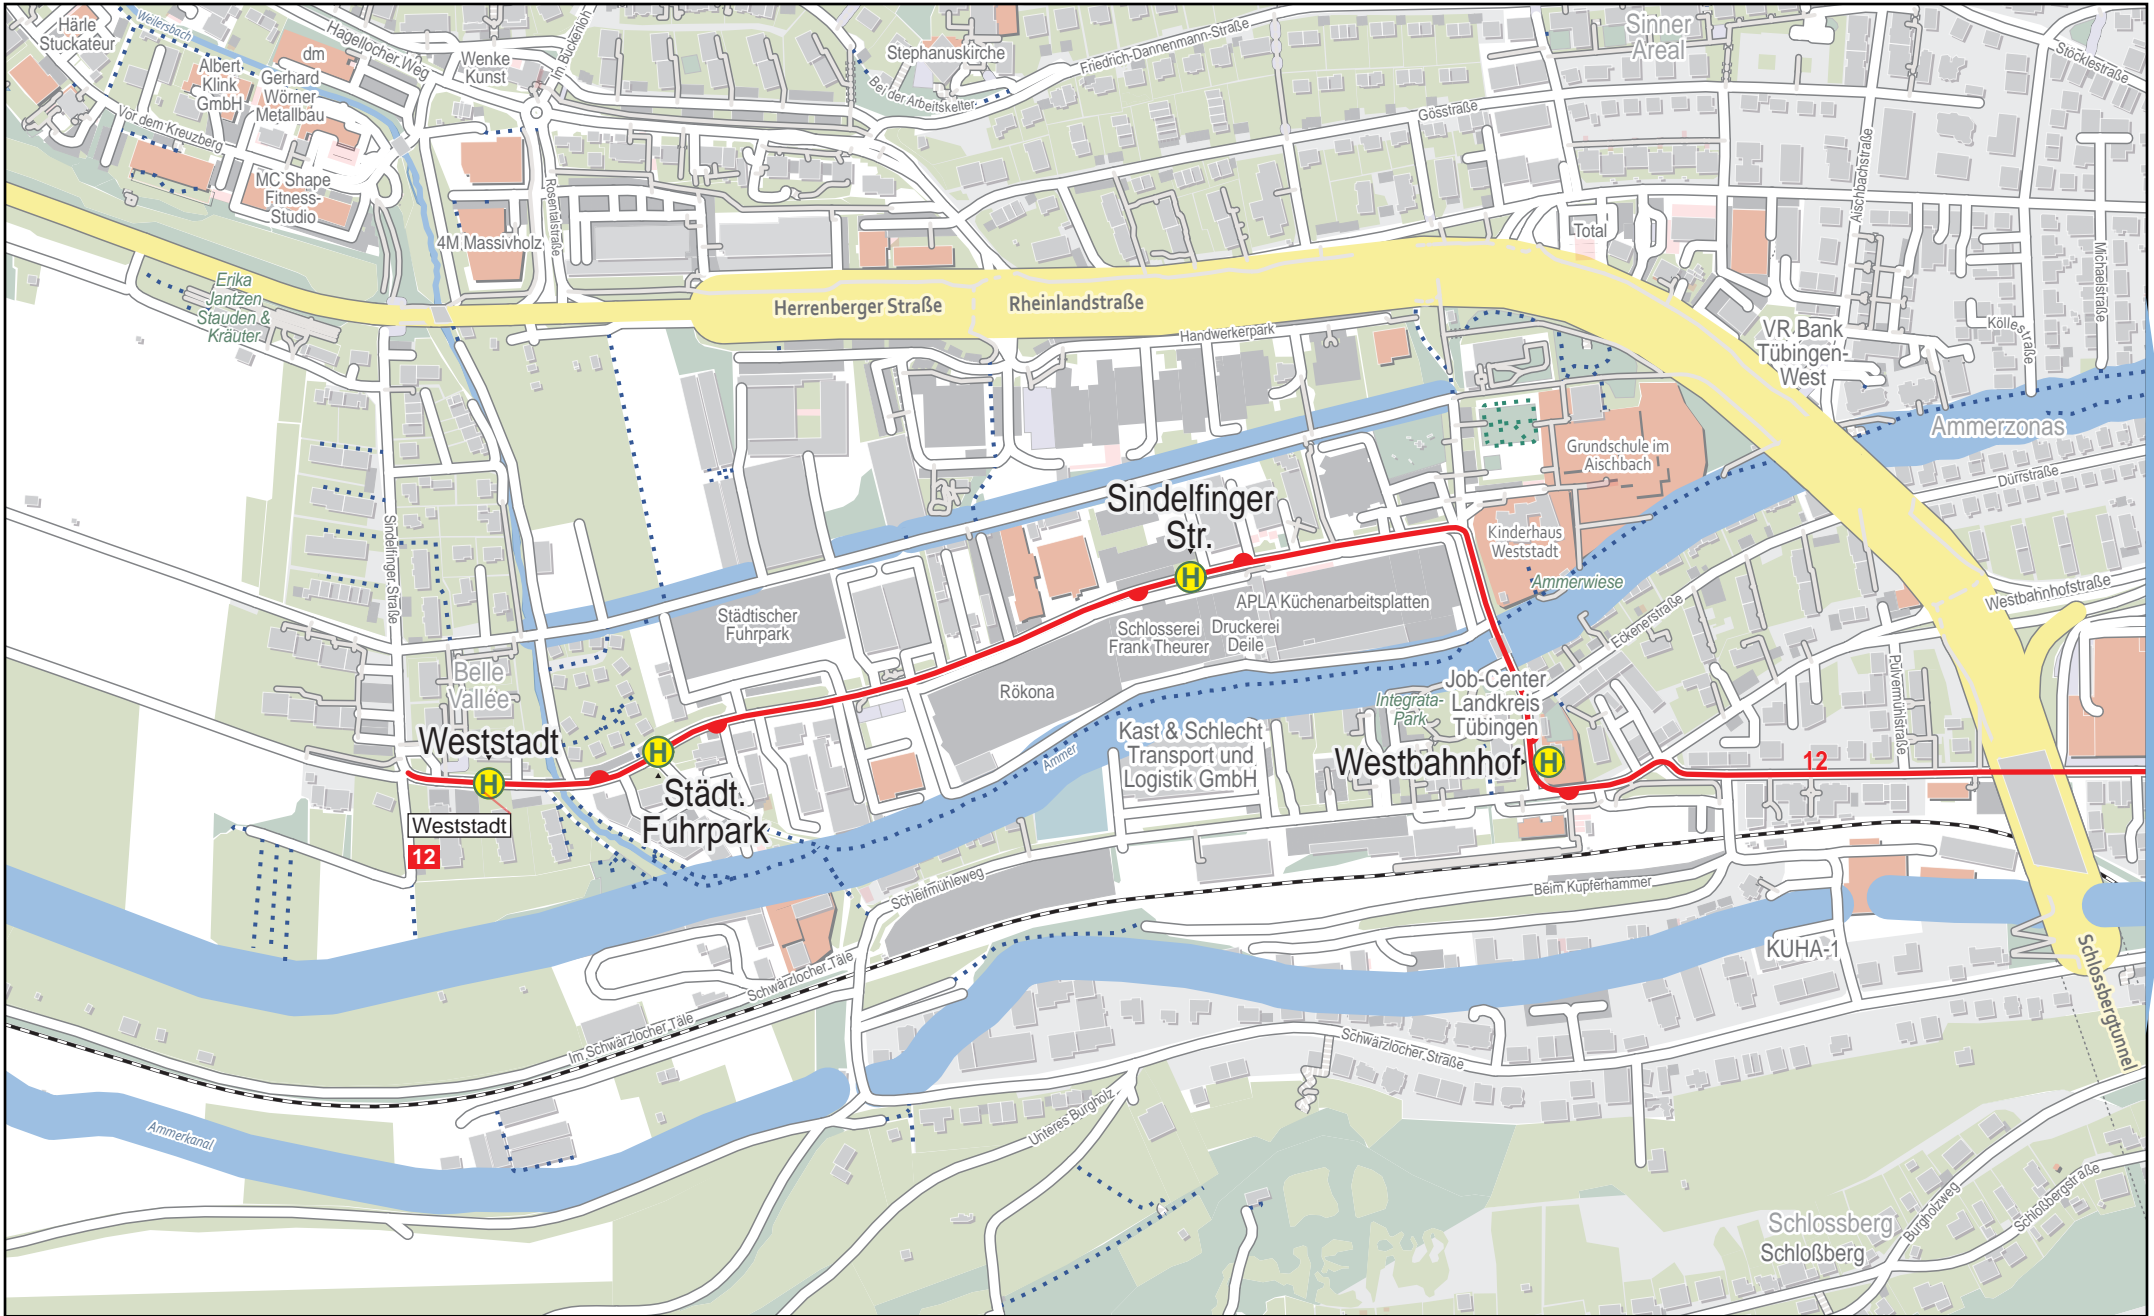 Härle
Stuckateur
Weilersbach
dm
Albert
Klink
GmbH
Gerhard
Wörner
Metallbau
Hagellocher Weg
Wenke
Kunst
Im Buckenloh
Vor dem Kreuzberg
MC Shape
Fitness-
Studio
Rosentalstraße
4M Massivholz
Stephanuskirche
Bei der Arbeitskelter
Friedrich-Dannenmann-Straße
Gösstraße
Sinner
Areal
Stöcklestraße
Aischbachstraße
Michaelstraße
Köllestraße
Total
Erika
Jantzen
Stauden &
Kräuter
Herrenberger Straße
Rheinlandstraße
Handwerkerpark
VR Bank
Tübingen-
West
Ammerzonas
Dürrstraße
Grundschule im
Aischbach
Kinderhaus
Weststadt
Ammerwiese
Eckenerstraße
Westbahnhofstraße
Pulvermühlstraße
Sindelfinger Straße
Sindelfinger
Str.
H
Städtischer
Fuhrpark
APLA Küchenarbeitsplatten
Schlosserei
Frank Theurer
Druckerei
Deile
Rökona
Belle
Vallée
Weststadt
H
H
Städt.
Fuhrpark
Weststadt
12
Ammer
Kast & Schlecht
Transport und
Logistik GmbH
Integrata-
Park
Job-Center
Landkreis
Tübingen
Westbahnhof
H
12
Schleifmühleweg
Beim Kupferhammer
KUHA-1
Schlossbergtunnel
Schwärzlocher Täle
Im Schwärzlocher Täle
Schwärzlocher Straße
Unteres Burgholz
Ammerkanal
Schlossberg
Schloßberg
Burgholzweg
Schloßbergstraße